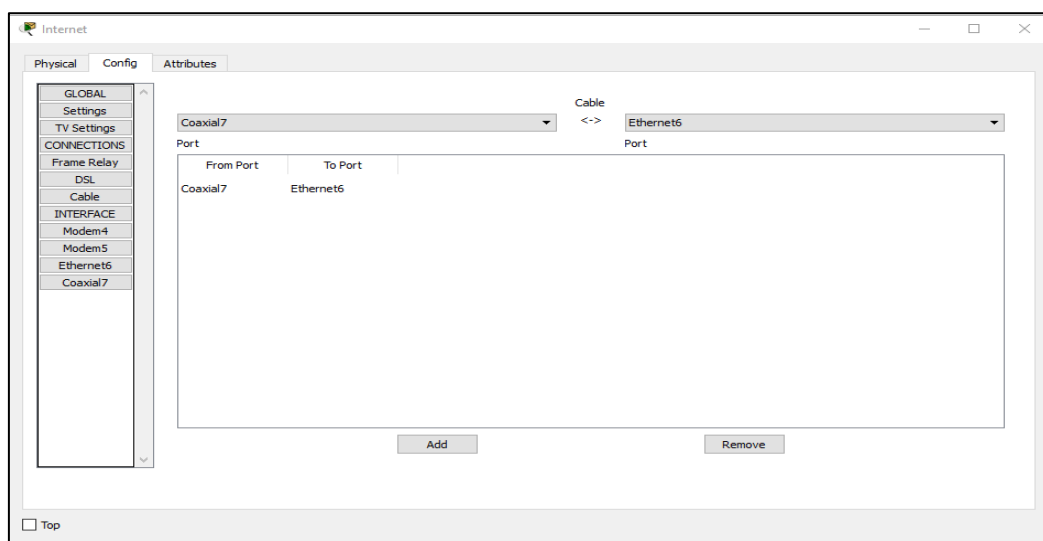 Internet
Physical Config Attributes
GLOBAL
Settings
TV Settings
CONNECTIONS
Frame Relay
DSL
Cable
INTERFACE
Modem4
Modem5
Ethernet6
Coaxial7
Cable
Coaxial7 <-> Ethernet6
Port Port
From Port To Port
Coaxial7 Ethernet6
Add Remove
Top